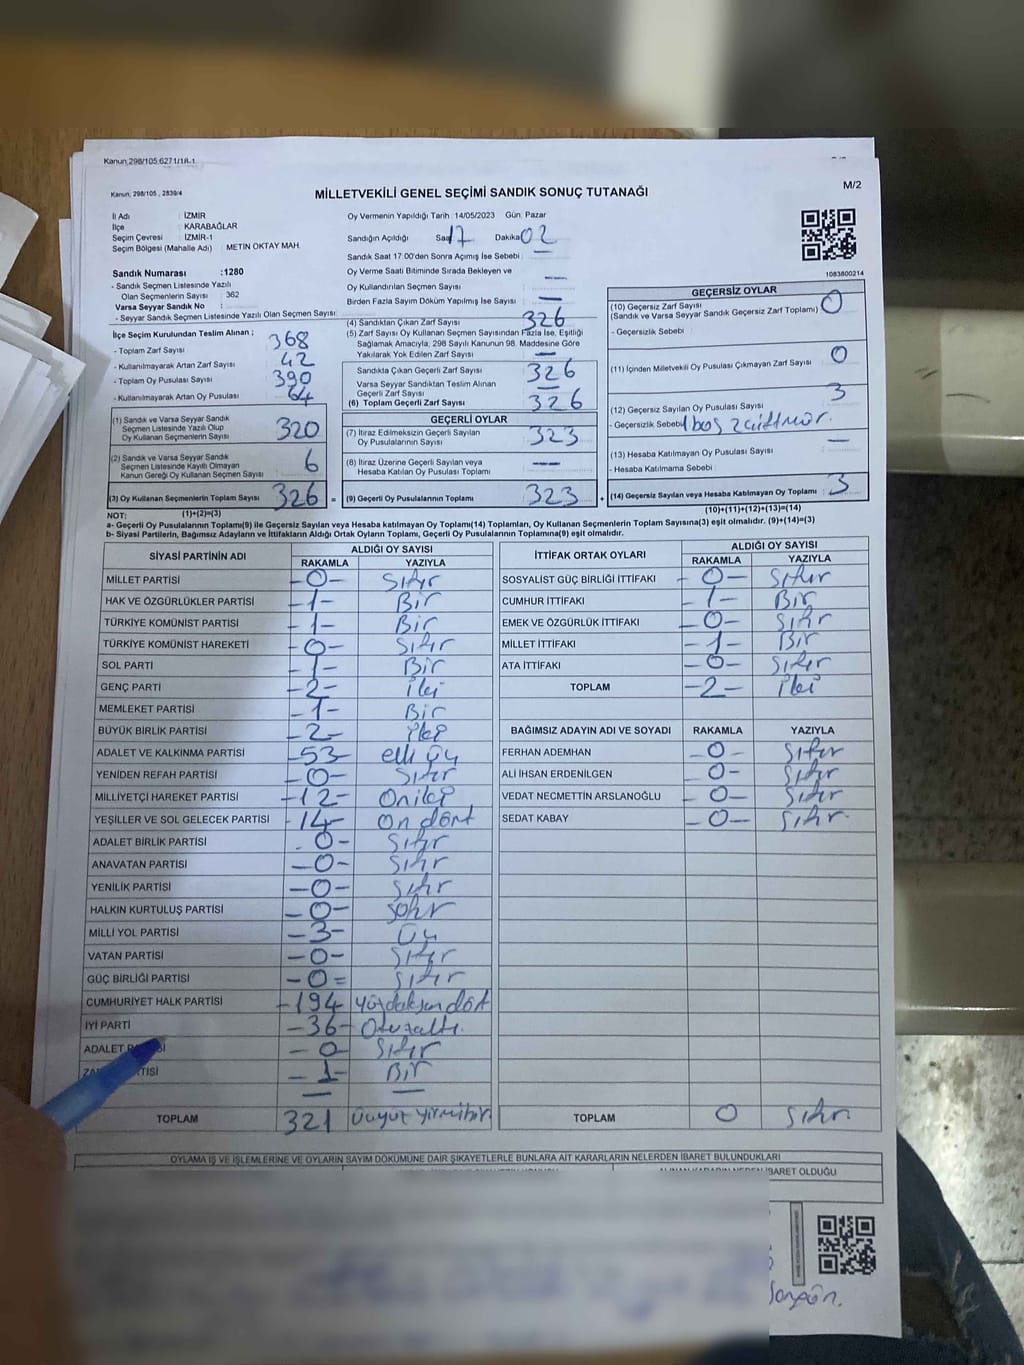 Kanun,298/105.6271/1A-1
Kanun, 298/105 , 2839/4
MİLLETVEKİLİ GENEL SEÇİMİ SANDIK SONUÇ TUTANAĞI
M/2
İl Adı : İZMİR
İlçe : KARABAĞLAR
Seçim Çevresi : İZMİR-1
Seçim Bölgesi (Mahalle Adı) : METİN OKTAY MAH.
Sandık Numarası :1280
- Sandık Seçmen Listesinde Yazılı
Olan Seçmenlerin Sayısı : 362
Varsa Seyyar Sandık No :
- Seyyar Sandık Seçmen Listesinde Yazılı Olan Seçmen Sayısı:
İlçe Seçim Kurulundan Teslim Alınan ;
- Toplam Zarf Sayısı : 368
- Kullanılmayarak Artan Zarf Sayısı : 42
- Toplam Oy Pusulası Sayısı : 390
- Kullanılmayarak Artan Oy Pusulası : 64
(1) Sandık ve Varsa Seyyar Sandık
Seçmen Listesinde Yazılı Olup
Oy Kullanan Seçmenlerin Sayısı : 320
(2) Sandık ve Varsa Seyyar Sandık
Seçmen Listesinde Kayıtlı Olmayan
Kanun Gereği Oy Kullanan Seçmen Sayısı : 6
(3) Oy Kullanan Seçmenlerin Toplam Sayısı : 326 =
Oy Vermenin Yapıldığı Tarih :14/05/2023 Gün: Pazar
Sandığın Açıldığı Saat 17 Dakika 02
Sandık Saat 17:00'den Sonra Açımış İse Sebebi : —
Oy Verme Saati Bitiminde Sırada Bekleyen ve
Oy Kullandırılan Seçmen Sayısı : —
Birden Fazla Sayım Döküm Yapılmış İse Sayısı : —
(4) Sandıktan Çıkan Zarf Sayısı : 326
(5) Zarf Sayısı Oy Kullanan Seçmen Sayısından Fazla İse, Eşitliği
Sağlamak Amacıyla, 298 Sayılı Kanunun 98. Maddesine Göre
Yakılarak Yok Edilen Zarf Sayısı : —
Sandıkta Çıkan Geçerli Zarf Sayısı : 326
Varsa Seyyar Sandıktan Teslim Alınan
Geçerli Zarf Sayısı : —
(6) Toplam Geçerli Zarf Sayısı : 326
GEÇERLİ OYLAR
(7) İtiraz Edilmeksizin Geçerli Sayılan
Oy Pusulalarının Sayısı : 323
(8) İtiraz Üzerine Geçerli Sayılan veya
Hesaba Katılan Oy Pusulası Toplamı : —
(9) Geçerli Oy Pusulalarının Toplamı : 323 +
1083800214
GEÇERSİZ OYLAR
(10) Geçersiz Zarf Sayısı
(Sandık ve Varsa Seyyar Sandık Geçersiz Zarf Toplamı) 0
- Geçersizlik Sebebi :
(11) İçinden Milletvekili Oy Pusulası Çıkmayan Zarf Sayısı : 0
(12) Geçersiz Sayılan Oy Pusulası Sayısı : 3
- Geçersizlik Sebebi 1 boş 2 çift mür.
(13) Hesaba Katılmayan Oy Pusulası Sayısı : —
- Hesaba Katılmama Sebebi :
(14) Geçersiz Sayılan veya Hesaba Katılmayan Oy Toplamı : 3
NOT: (1)+(2)=(3)
(10)+(11)+(12)+(13)=(14)
a- Geçerli Oy Pusulalarının Toplamı(9) ile Geçersiz Sayılan veya Hesaba katılmayan Oy Toplamı(14) Toplamları, Oy Kullanan Seçmenlerin Toplam Sayısına(3) eşit olmalıdır. (9)+(14)=(3)
b- Siyasi Partilerin, Bağımsız Adayların ve İttifakların Aldığı Ortak Oyların Toplamı, Geçerli Oy Pusulalarının Toplamına(9) eşit olmalıdır.
SİYASİ PARTİNİN ADI ALDIĞI OY SAYISI
RAKAMLA YAZIYLA
MİLLET PARTİSİ -0- Sıfır
HAK VE ÖZGÜRLÜKLER PARTİSİ -1- Bir
TÜRKİYE KOMÜNİST PARTİSİ -1- Bir
TÜRKİYE KOMÜNİST HAREKETİ -0- Sıfır
SOL PARTİ -1- Bir
GENÇ PARTİ -2- İki
MEMLEKET PARTİSİ -1- Bir
BÜYÜK BİRLİK PARTİSİ -2- İki
ADALET VE KALKINMA PARTİSİ -53- elli üç
YENİDEN REFAH PARTİSİ -0- Sıfır
MİLLİYETÇİ HAREKET PARTİSİ -12- Oniki
YEŞİLLER VE SOL GELECEK PARTİSİ -14- On dört
ADALET BİRLİK PARTİSİ -0- Sıfır
ANAVATAN PARTİSİ -0- Sıfır
YENİLİK PARTİSİ -0- Sıfır
HALKIN KURTULUŞ PARTİSİ -0- Sıfır
MİLLİ YOL PARTİSİ -3- Üç
VATAN PARTİSİ -0- Sıfır
GÜÇ BİRLİĞİ PARTİSİ -0- Sıfır
CUMHURİYET HALK PARTİSİ -194
İYİ PARTİ -36- Otuzaltı
ADALET -0- Sıfır
-1- Bir
TOPLAM 321 Üçyüz yirmibir
İTTİFAK ORTAK OYLARI ALDIĞI OY SAYISI
RAKAMLA YAZIYLA
SOSYALİST GÜÇ BİRLİĞİ İTTİFAKI -0- Sıfır
CUMHUR İTTİFAKI -1- Bir
EMEK VE ÖZGÜRLÜK İTTİFAKI -0- Sıfır
MİLLET İTTİFAKI -1- Bir
ATA İTTİFAKI -0- Sıfır
TOPLAM -2- İki
BAĞIMSIZ ADAYIN ADI VE SOYADI RAKAMLA YAZIYLA
FERHAN ADEMHAN -0- Sıfır
ALİ İHSAN ERDENİLGEN -0- Sıfır
VEDAT NECMETTİN ARSLANOĞLU -0- Sıfır
SEDAT KABAY -0- Sıfır
TOPLAM 0 Sıfır
OYLAMA İŞ VE İŞLEMLERİNE VE OYLARIN SAYIM DÖKÜMÜNE DAİR ŞİKAYETLERLE BUNLARA AİT KARARLARIN NELERDEN İBARET BULUNDUKLARI
İBARET OLDUĞU